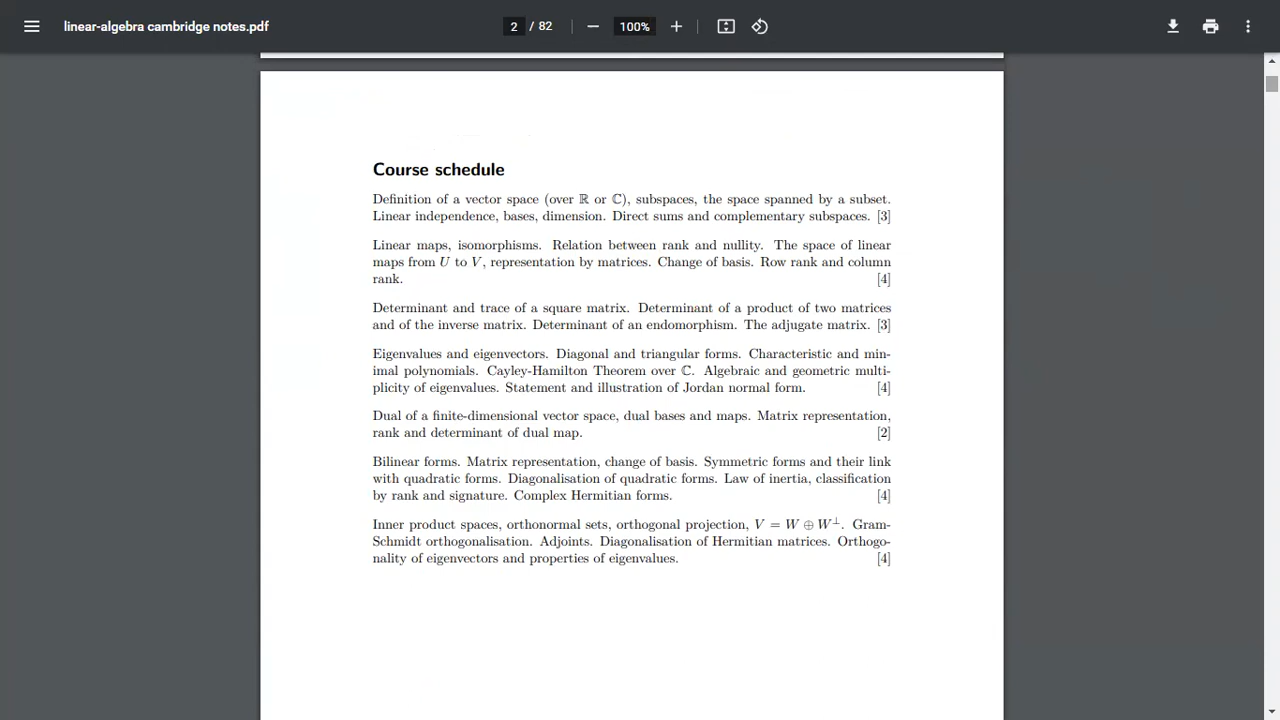 linear-algebra cambridge notes.pdf
2 / 82
100%
Course schedule
Definition of a vector space (over ℝ or ℂ), subspaces, the space spanned by a subset.
Linear independence, bases, dimension. Direct sums and complementary subspaces. [3]
Linear maps, isomorphisms. Relation between rank and nullity. The space of linear
maps from U to V, representation by matrices. Change of basis. Row rank and column
rank. [4]
Determinant and trace of a square matrix. Determinant of a product of two matrices
and of the inverse matrix. Determinant of an endomorphism. The adjugate matrix. [3]
Eigenvalues and eigenvectors. Diagonal and triangular forms. Characteristic and min-
imal polynomials. Cayley-Hamilton Theorem over ℂ. Algebraic and geometric multi-
plicity of eigenvalues. Statement and illustration of Jordan normal form. [4]
Dual of a finite-dimensional vector space, dual bases and maps. Matrix representation,
rank and determinant of dual map. [2]
Bilinear forms. Matrix representation, change of basis. Symmetric forms and their link
with quadratic forms. Diagonalisation of quadratic forms. Law of inertia, classification
by rank and signature. Complex Hermitian forms. [4]
Inner product spaces, orthonormal sets, orthogonal projection, V = W ⊕ W⊥. Gram-
Schmidt orthogonalisation. Adjoints. Diagonalisation of Hermitian matrices. Orthogo-
nality of eigenvectors and properties of eigenvalues. [4]